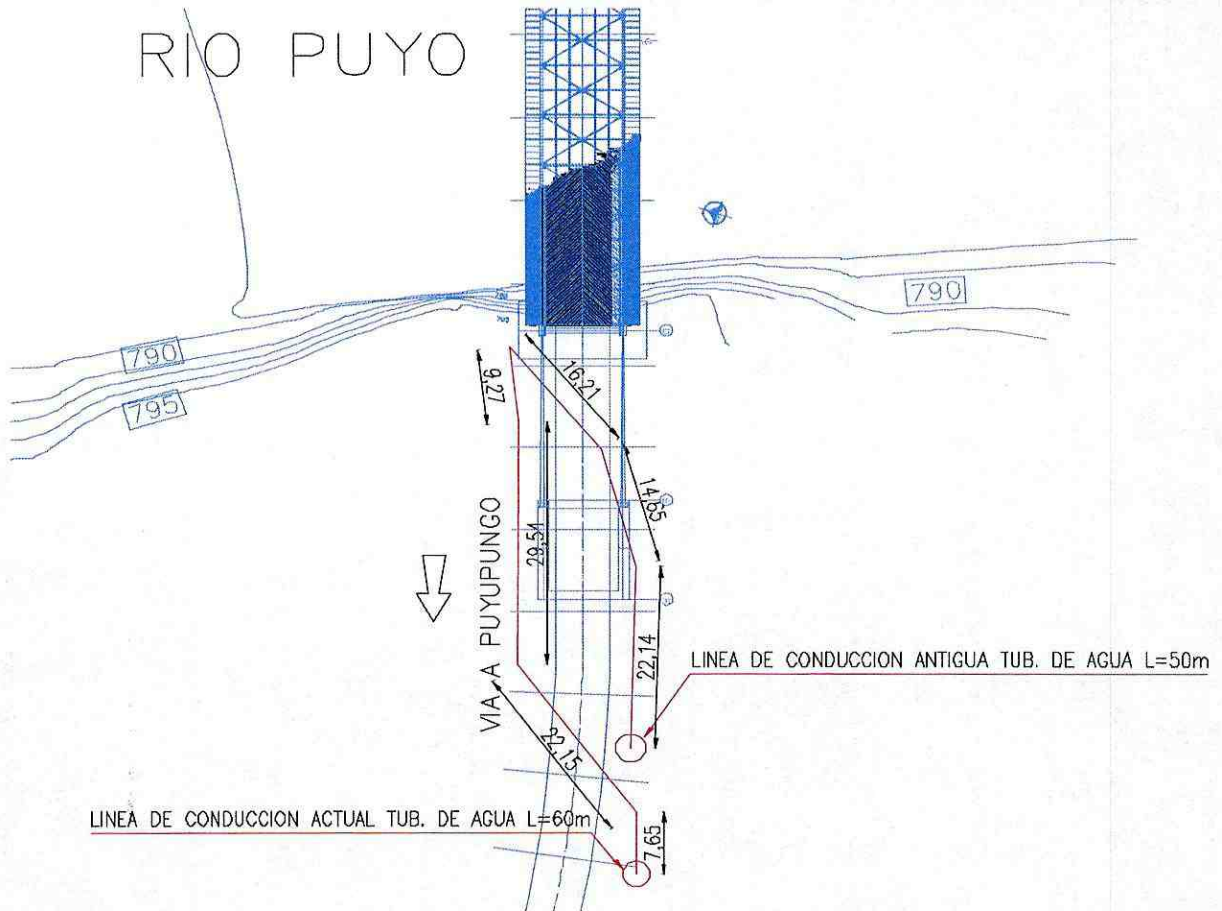 RIO PUYO
790
790
795
9,27
16,21
14,65
29,51
VIA A PUYUPUNGO
22,14
LINEA DE CONDUCCION ANTIGUA TUB. DE AGUA L=50m
22,15
LINEA DE CONDUCCION ACTUAL TUB. DE AGUA L=60m
7,65